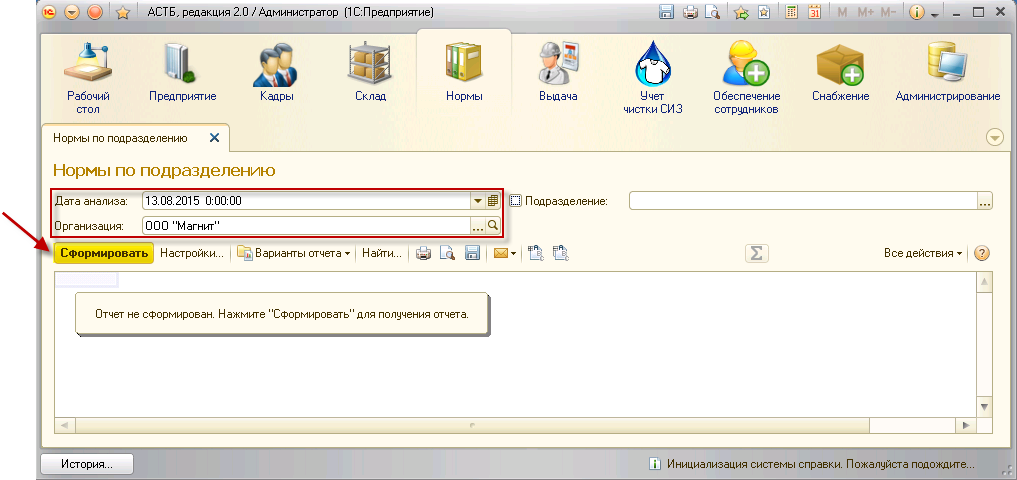 АСТБ, редакция 2.0 / Администратор (1С:Предприятие)
M M+ M-
Рабочий стол
Предприятие
Кадры
Склад
Нормы
Выдача
Учет чистки СИЗ
Обеспечение сотрудников
Снабжение
Администрирование
Нормы по подразделению
Нормы по подразделению
Дата анализа: 13.08.2015 0:00:00 Подразделение:
Организация: ООО "Магнит"
Сформировать Настройки... Варианты отчета Найти... Σ Все действия
Отчет не сформирован. Нажмите "Сформировать" для получения отчета.
История... Инициализация системы справки. Пожалуйста подождите...